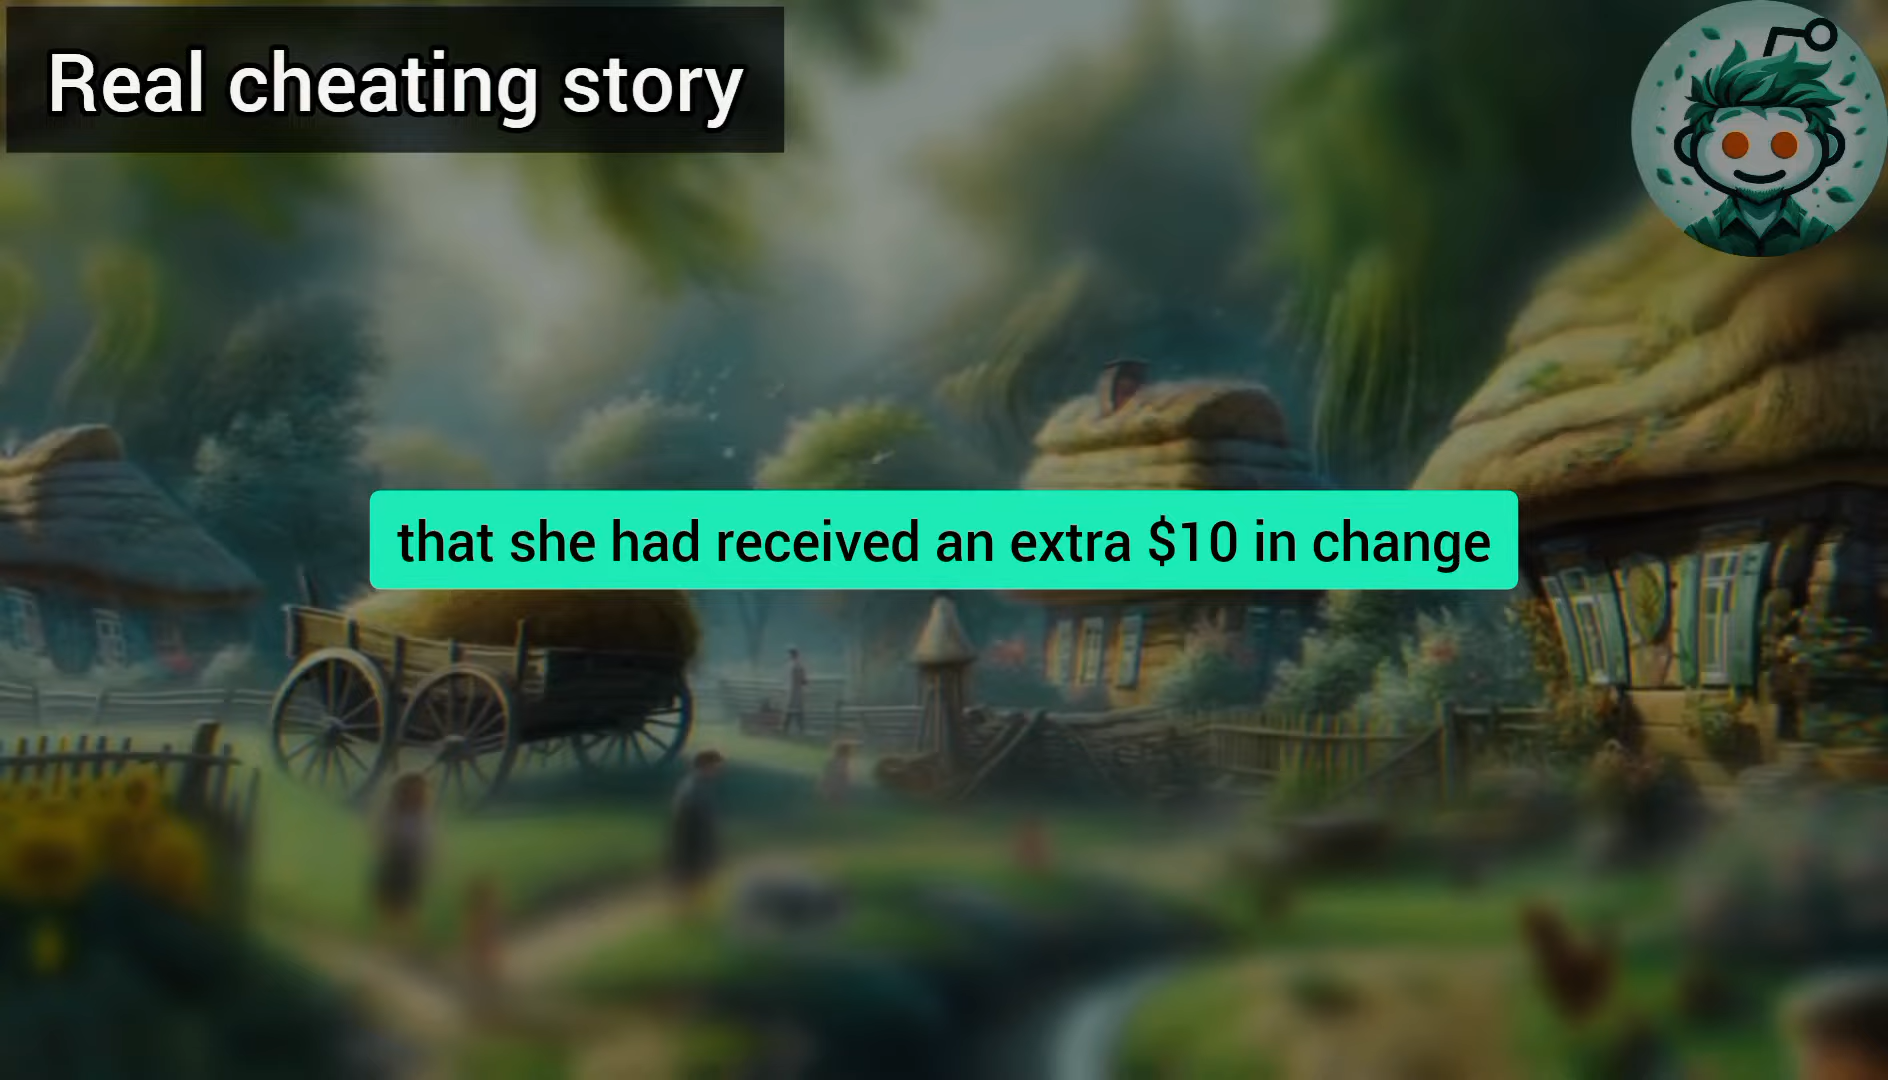 Real cheating story
that she had received an extra $10 in change